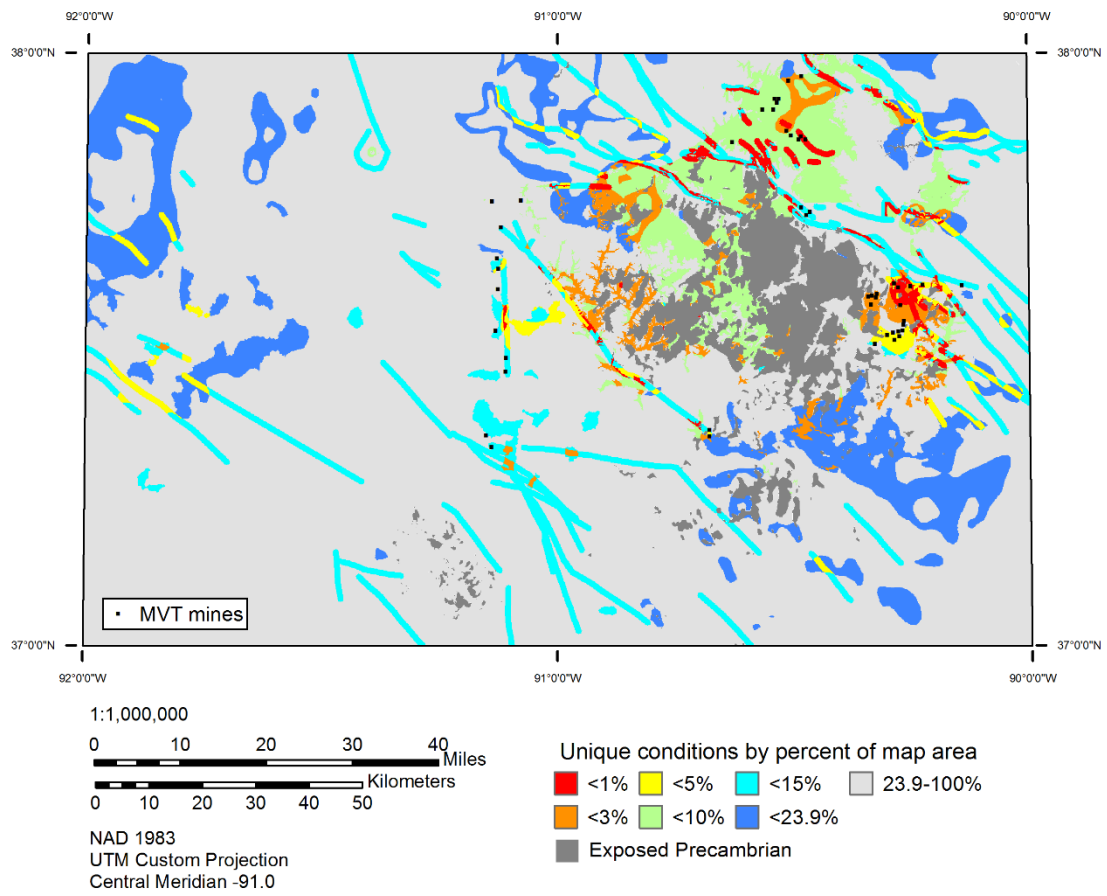 92°0'0"W 91°0'0"W 90°0'0"W
38°0'0"N 38°0'0"N
MVT mines
37°0'0"N 37°0'0"N
92°0'0"W 91°0'0"W 90°0'0"W
1:1,000,000
0 10 20 30 40
Miles
Kilometers
0 10 20 30 50
NAD 1983
UTM Custom Projection
Central Meridian -91.0
Unique conditions by percent of map area
<1% <5% <15% 23.9-100%
<3% <10% <23.9%
Exposed Precambrian